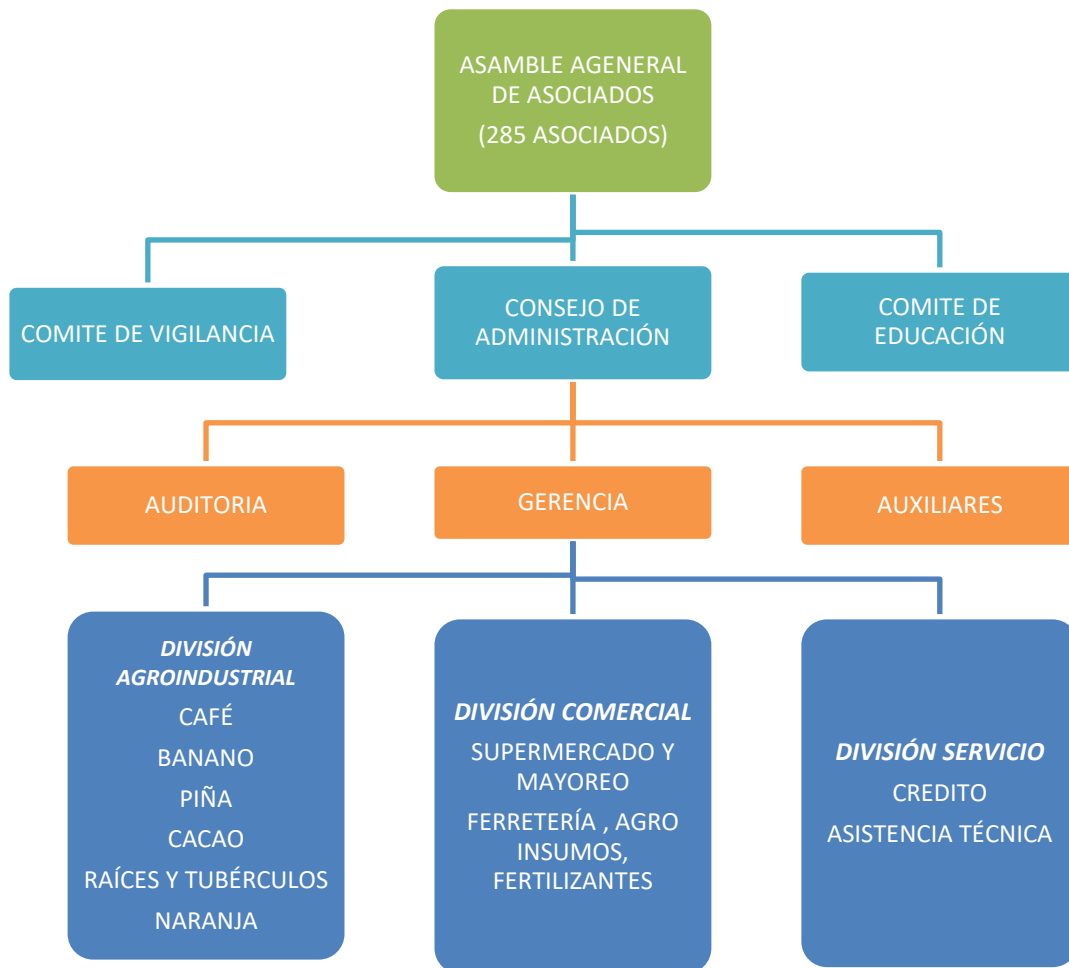 ASAMBLE AGENERAL
DE ASOCIADOS
(285 ASOCIADOS)
COMITE DE VIGILANCIA
CONSEJO DE
ADMINISTRACIÓN
COMITE DE
EDUCACIÓN
AUDITORIA
GERENCIA
AUXILIARES
DIVISIÓN
AGROINDUSTRIAL
CAFÉ
BANANO
PIÑA
CACAO
RAÍCES Y TUBÉRCULOS
NARANJA
DIVISIÓN COMERCIAL
SUPERMERCADO Y
MAYOREO
FERRETERÍA , AGRO
INSUMOS,
FERTILIZANTES
DIVISIÓN SERVICIO
CREDITO
ASISTENCIA TÉCNICA